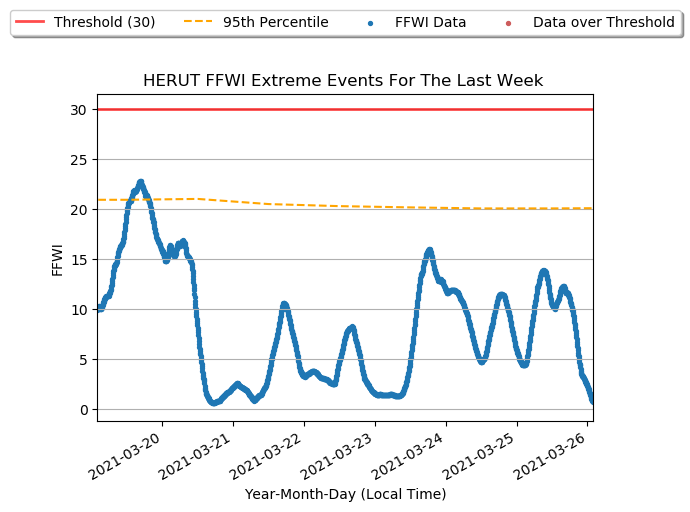 Threshold (30) 95th Percentile FFWI Data Data over Threshold
HERUT FFWI Extreme Events For The Last Week
30
25
20
15
10
5
0
FFWI
2021-03-20 2021-03-21 2021-03-22 2021-03-23 2021-03-24 2021-03-25 2021-03-26
Year-Month-Day (Local Time)